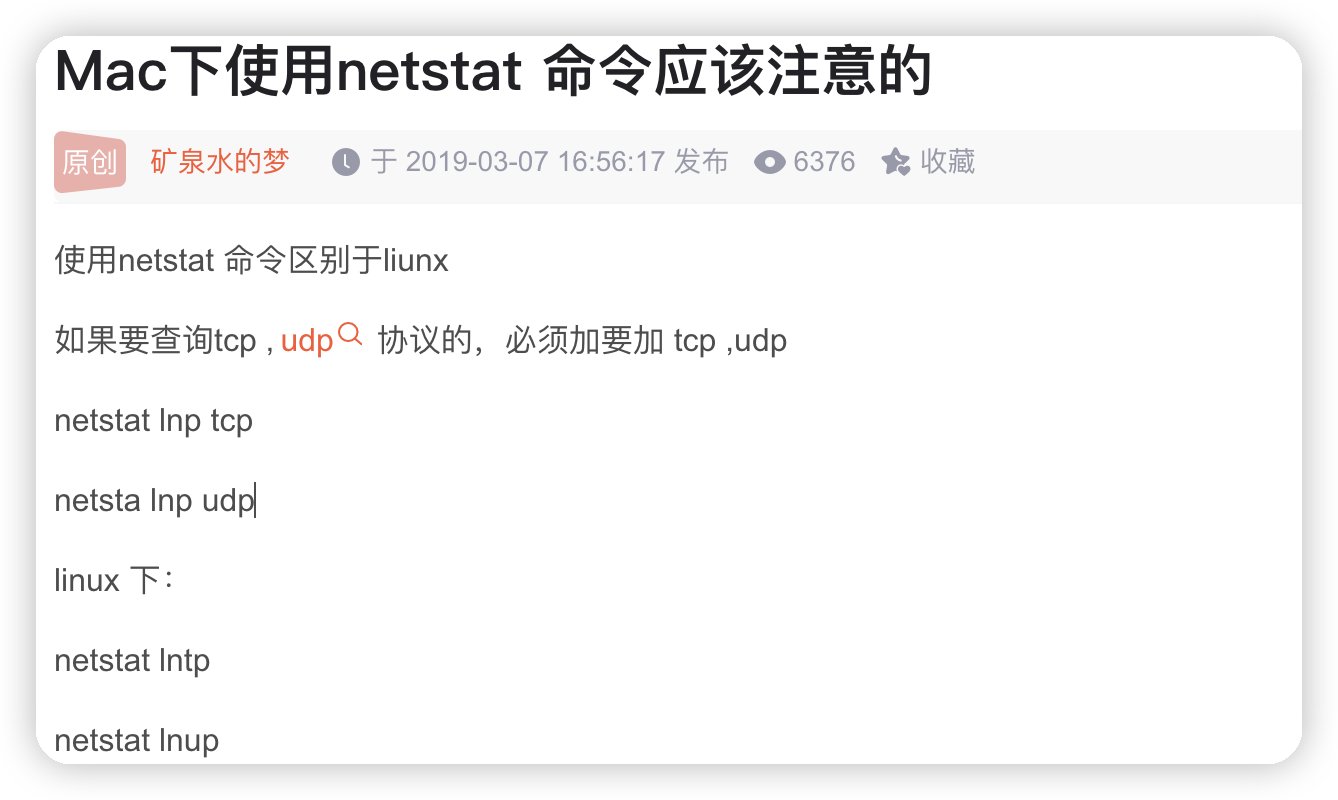 Mac下使用netstat 命令应该注意的
原创 矿泉水的梦 于 2019-03-07 16:56:17 发布 6376 收藏
使用netstat 命令区别于liunx
如果要查询tcp , udp 协议的，必须加要加 tcp ,udp
netstat lnp tcp
netsta lnp udp
linux 下：
netstat lntp
netstat lnup